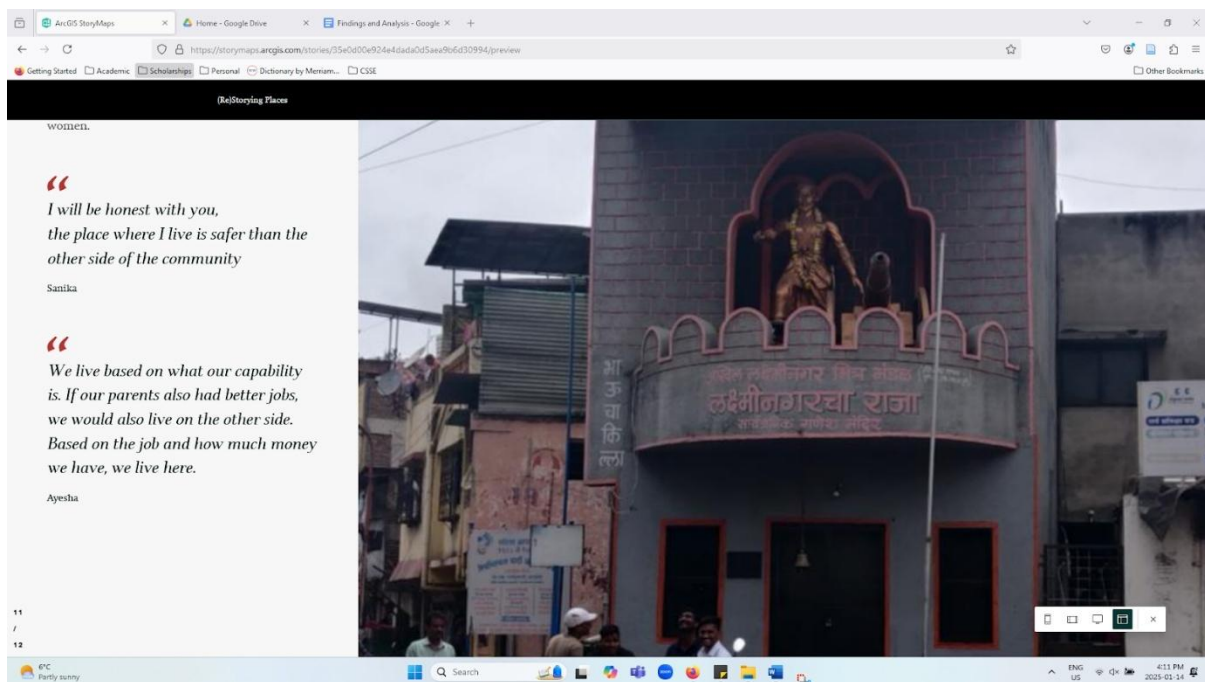 ArcGIS StoryMaps
Home - Google Drive
Findings and Analysis - Google
https://storymaps.arcgis.com/stories/35e0d00e924e4dada0d5aea9b6d30994/preview
Getting Started
Academic
Scholarships
Personal
Dictionary by Merriam...
CSSE
Other Bookmarks
(Re)Storying Places
women.
“
I will be honest with you,
the place where I live is safer than the
other side of the community
Sanika
“
We live based on what our capability
is. If our parents also had better jobs,
we would also live on the other side.
Based on the job and how much money
we have, we live here.
Ayesha
11
/
12
भाऊचा किल्ला
लक्ष्मीनगर मित्र मंडळ
लक्ष्मीनगरचा राजा
गणेश मंदिर
6°C
Partly sunny
Search
ENG
US
4:11 PM
2025-01-14